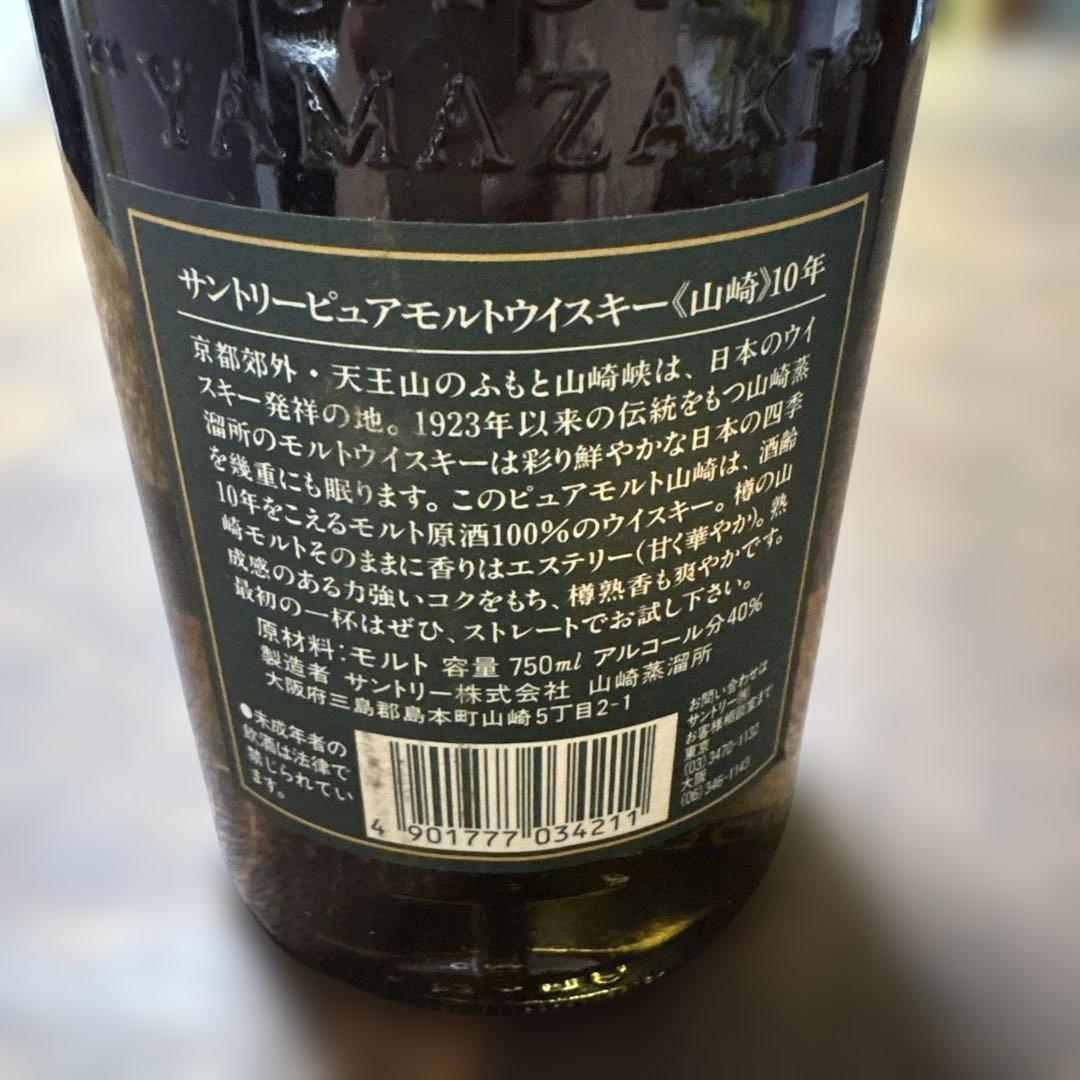 "YAMAZAKI"
サントリーピュアモルトウイスキー《山崎》10年
京都郊外・天王山のふもと山崎峡は、日本のウイ
スキー発祥の地。1923年以来の伝統をもつ山崎蒸
溜所のモルトウイスキーは彩り鮮やかな日本の四季
を幾重にも眠ります。このピュアモルト山崎は、酒齢
10年をこえるモルト原酒100%のウイスキー。樽の山
崎モルトそのままに香りはエステリー(甘く華やか)。熟
成感のある力強いコクをもち、樽熟香も爽やかです。
最初の一杯はぜひ、ストレートでお試し下さい。
原材料:モルト 容量 750ml アルコール分40%
製造者 サントリー株式会社 山崎蒸溜所
大阪府三島郡島本町山崎5丁目2-1
●未成年者の
飲酒は法律で
禁じられてい
ます。
4 901777 034211
お問い合わせは
サントリー㈱
お客様相談室まで
東京
(03)3470-1132
大阪
(06)346-1143